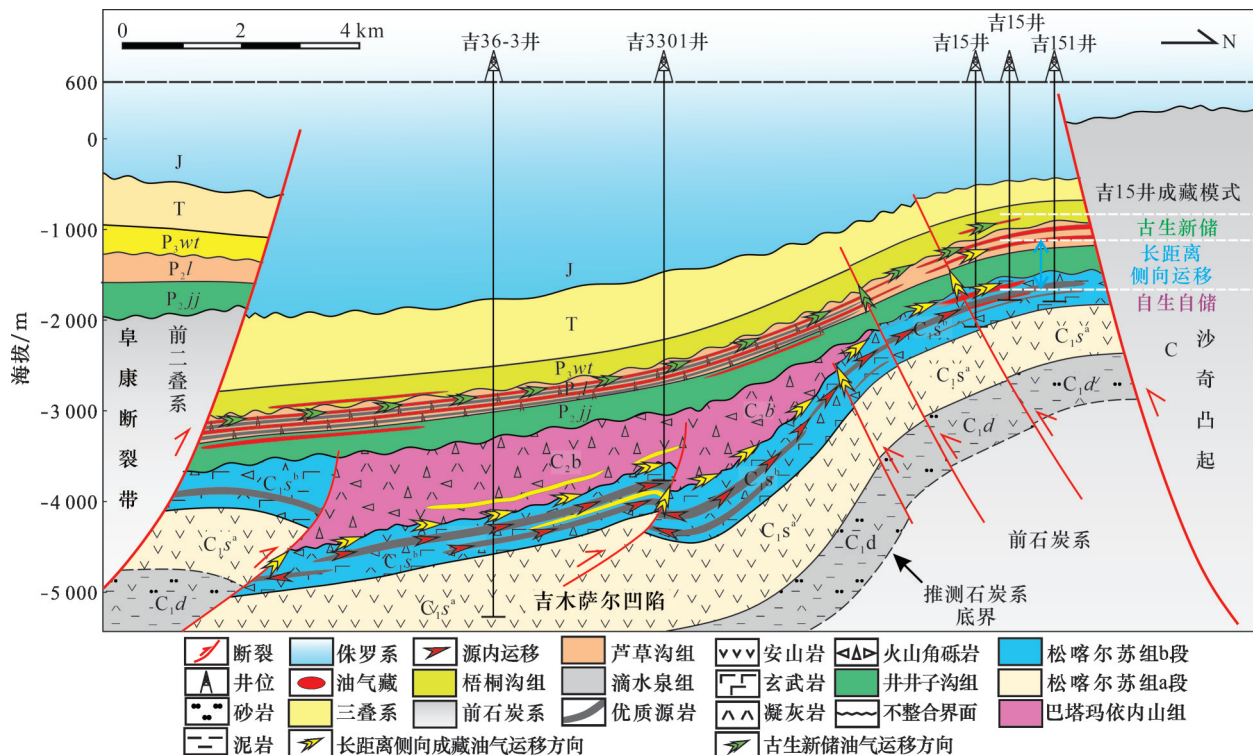 0 2 4 km
吉36-3井
吉3301井
吉15井
吉15井
吉151井
N
600
0
-1 000
-2 000
-3 000
-4 000
-5 000
海拔/m
J
T
P₃wt
P₂l
P₂jj
前二叠系
阜康断裂带
J
T
P₃wt
P₂l
P₂jj
C₂b
C₂b
C₁sᵇ
C₁sᵇ
C₁sᵇ
C₁sᵇ
C₁sᵃ
C₁sᵃ
C₁sᵃ
C₁sᵃ
C₁sᵃ
C₁d
C₁d
C₁d
C₁d
吉15井成藏模式
古生新储
长距离
侧向运移
自生自储
C
沙奇凸起
前石炭系
推测石炭系
底界
吉木萨尔凹陷
断裂 侏罗系 源内运移 芦草沟组 安山岩 火山角砾岩 松喀尔苏组b段
井位 油气藏 梧桐沟组 滴水泉组 玄武岩 井井子沟组 松喀尔苏组a段
砂岩 三叠系 前石炭系 优质源岩 凝灰岩 不整合界面 巴塔玛依内山组
泥岩 长距离侧向成藏油气运移方向 古生新储油气运移方向